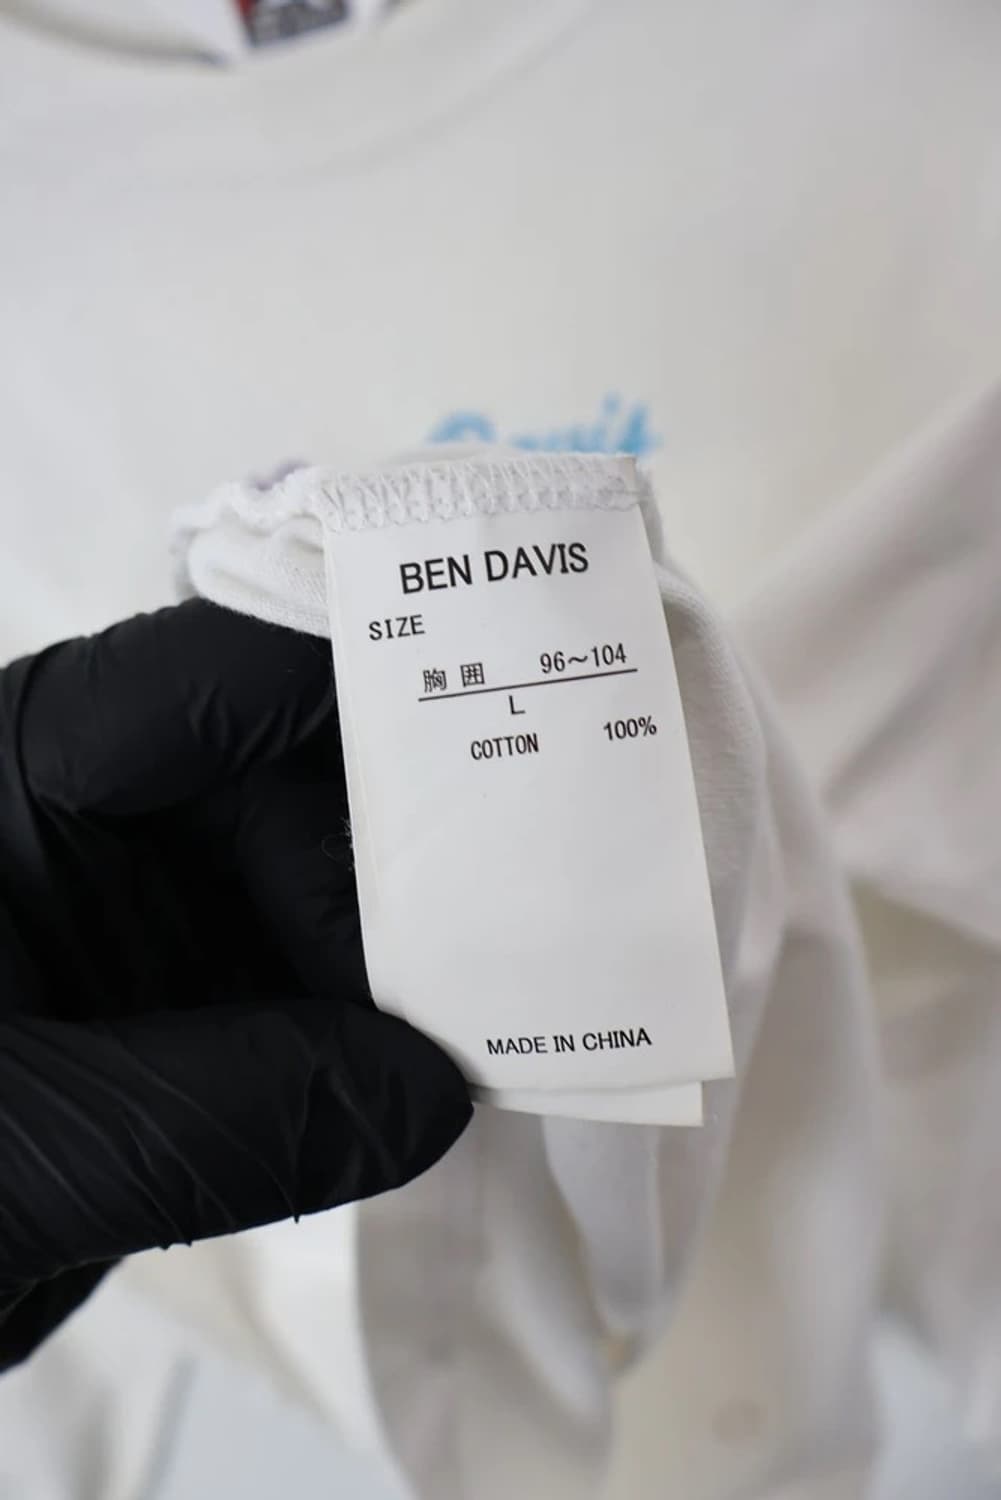 BEN DAVIS
SIZE
胸囲 96～104
L
COTTON 100%
MADE IN CHINA